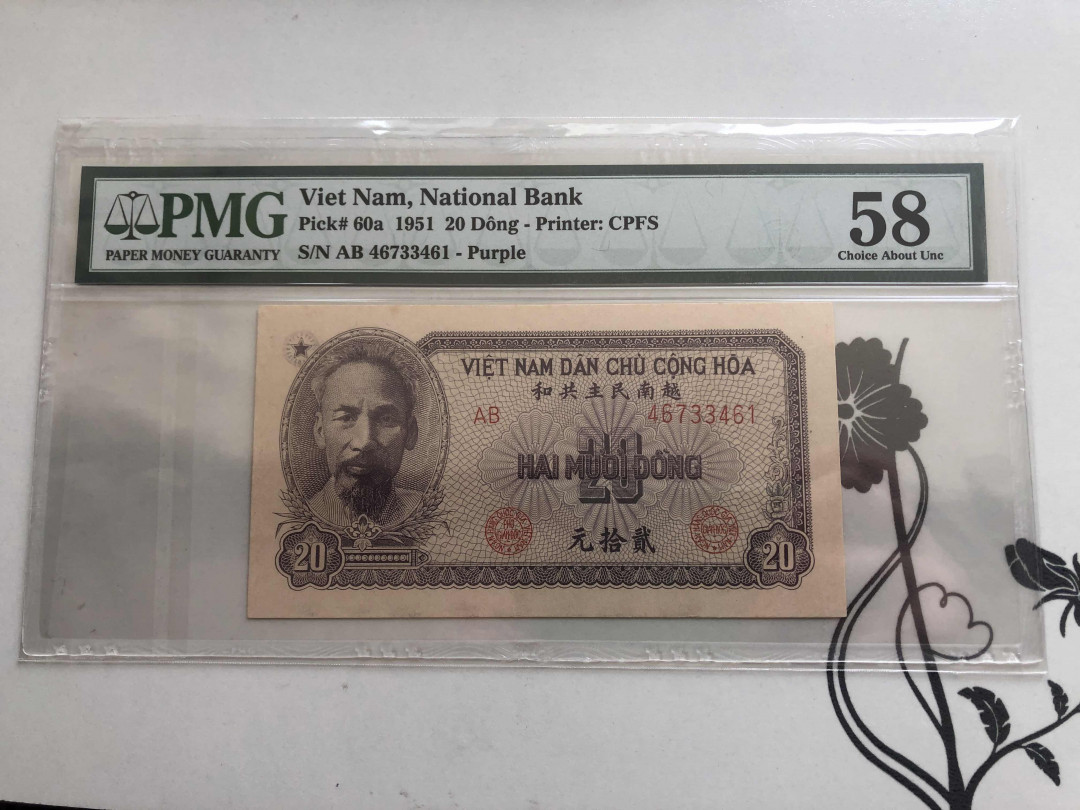 PMG
PAPER MONEY GUARANTY
Viet Nam, National Bank
Pick# 60a 1951 20 Dông - Printer: CPFS
S/N AB 46733461 - Purple
58
Choice About Unc
VIỆT NAM DÂN CHỦ CỘNG HÒA
和共主民南越
AB 46733461
20
HAI MƯƠI ĐỒNG
元拾貳
20 20